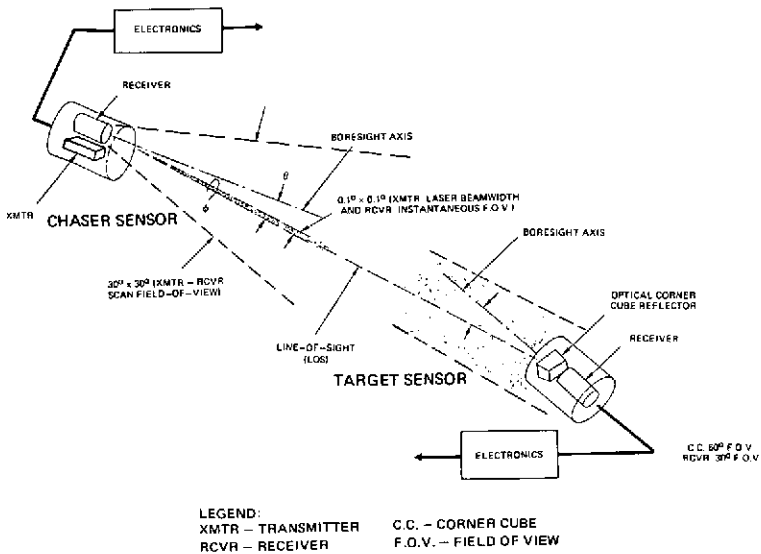 ELECTRONICS
RECEIVER
BORESIGHT AXIS
θ
0.1° x 0.1° (XMTR LASER BEAMWIDTH
AND RCVR INSTANTANEOUS F.O.V.)
XMTR
CHASER SENSOR
ϕ
BORESIGHT AXIS
30° x 30° (XMTR – RCVR
SCAN FIELD-OF-VIEW)
OPTICAL CORNER
CUBE REFLECTOR
RECEIVER
LINE-OF-SIGHT
(LOS)
TARGET SENSOR
ELECTRONICS
C.C. 60° F.O.V
RCVR 30° F.O.V.
LEGEND:
XMTR – TRANSMITTER C.C. – CORNER CUBE
RCVR – RECEIVER F.O.V. – FIELD OF VIEW